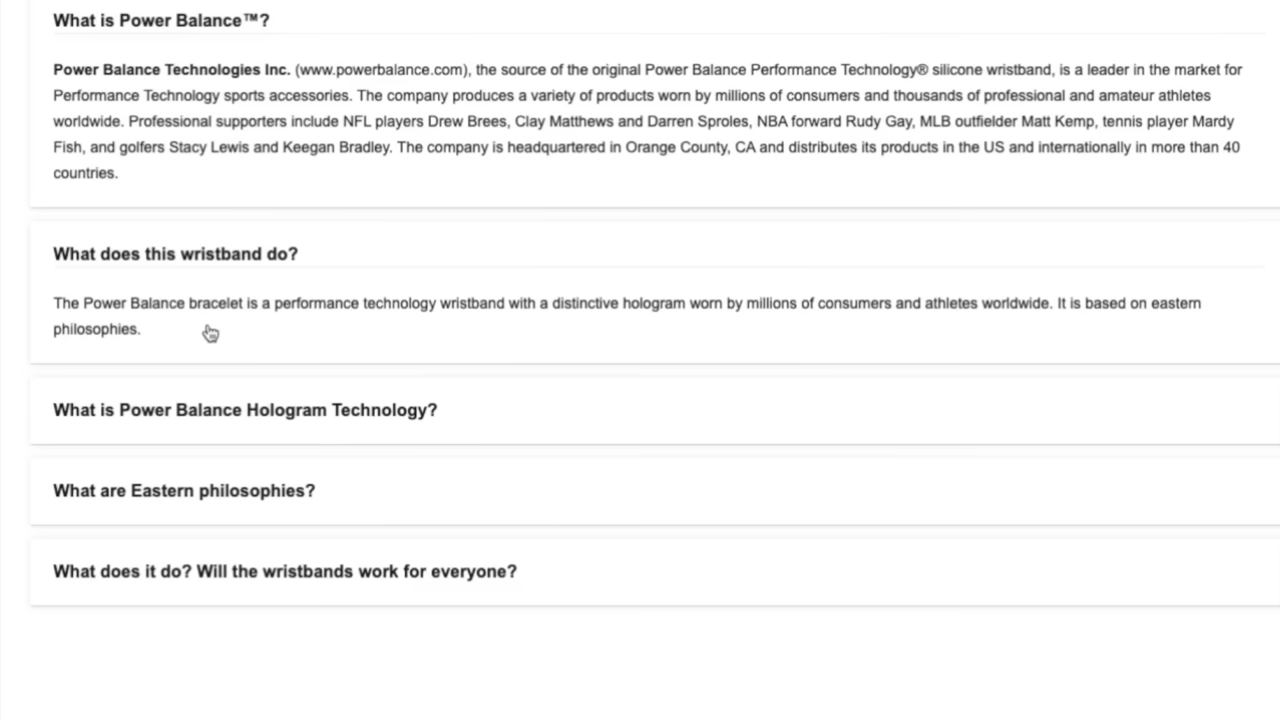 What is Power Balance™?
Power Balance Technologies Inc. (www.powerbalance.com), the source of the original Power Balance Performance Technology® silicone wristband, is a leader in the market for
Performance Technology sports accessories. The company produces a variety of products worn by millions of consumers and thousands of professional and amateur athletes
worldwide. Professional supporters include NFL players Drew Brees, Clay Matthews and Darren Sproles, NBA forward Rudy Gay, MLB outfielder Matt Kemp, tennis player Mardy
Fish, and golfers Stacy Lewis and Keegan Bradley. The company is headquartered in Orange County, CA and distributes its products in the US and internationally in more than 40
countries.
What does this wristband do?
The Power Balance bracelet is a performance technology wristband with a distinctive hologram worn by millions of consumers and athletes worldwide. It is based on eastern
philosophies.
What is Power Balance Hologram Technology?
What are Eastern philosophies?
What does it do? Will the wristbands work for everyone?